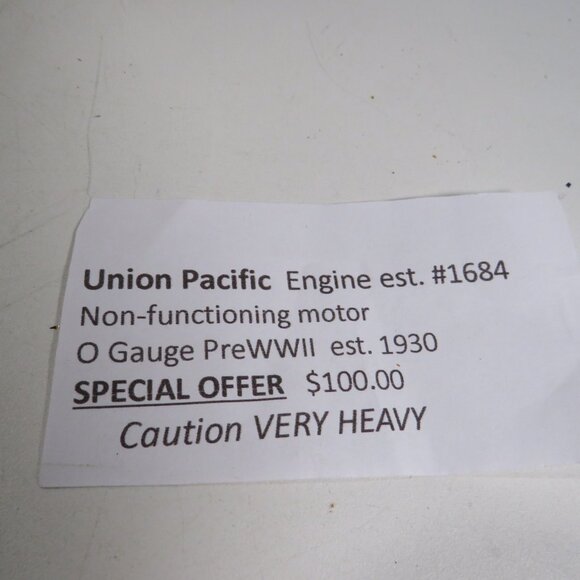 Union Pacific Engine est. #1684
Non-functioning motor
O Gauge PreWWII est. 1930
SPECIAL OFFER $100.00
Caution VERY HEAVY